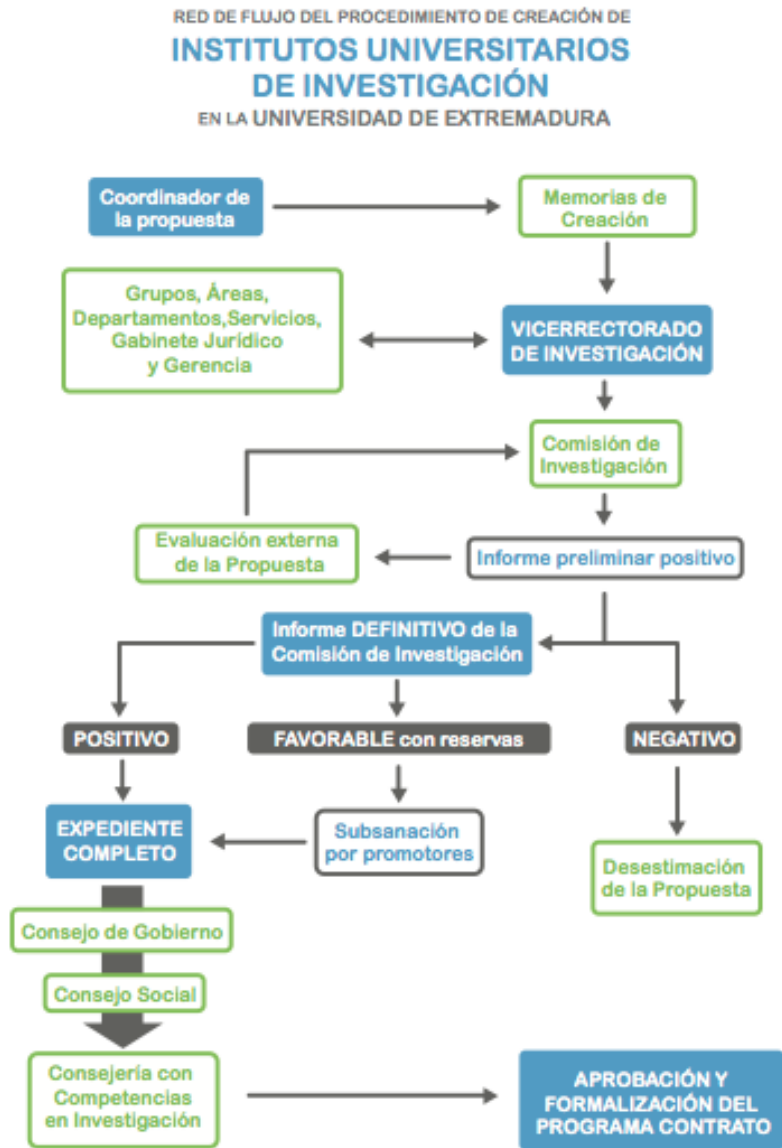 RED DE FLUJO DEL PROCEDIMIENTO DE CREACIÓN DE
INSTITUTOS UNIVERSITARIOS
DE INVESTIGACIÓN
EN LA UNIVERSIDAD DE EXTREMADURA
Coordinador de
la propuesta
Memorias de
Creación
Grupos, Áreas,
Departamentos,Servicios,
Gabinete Jurídico
y Gerencia
VICERRECTORADO
DE INVESTIGACIÓN
Comisión de
Investigación
Evaluación externa
de la Propuesta
Informe preliminar positivo
Informe DEFINITIVO de la
Comisión de Investigación
POSITIVO
FAVORABLE con reservas
NEGATIVO
EXPEDIENTE
COMPLETO
Subsanación
por promotores
Desestimación
de la Propuesta
Consejo de Gobierno
Consejo Social
Consejería con
Competencias
en Investigación
APROBACIÓN Y
FORMALIZACIÓN DEL
PROGRAMA CONTRATO